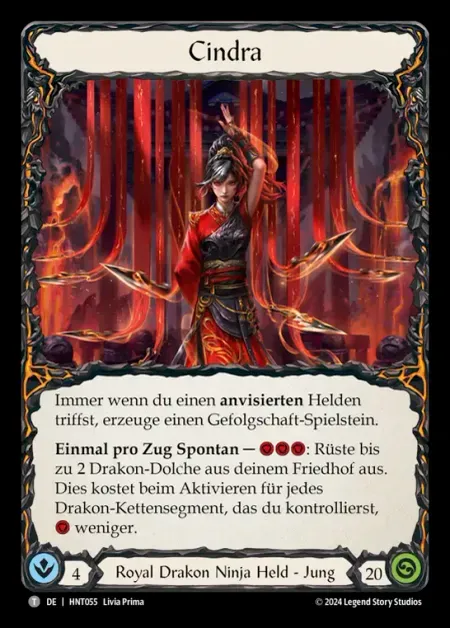 Cindra
Immer wenn du einen anvisierten Helden
triffst, erzeuge einen Gefolgschaft-Spielstein.
Einmal pro Zug Spontan — : Rüste bis
zu 2 Drakon-Dolche aus deinem Friedhof aus.
Dies kostet beim Aktivieren für jedes
Drakon-Kettensegment, das du kontrollierst,
weniger.
4
Royal Drakon Ninja Held - Jung
20
T DE | HNT055 Livia Prima
© 2024 Legend Story Studios